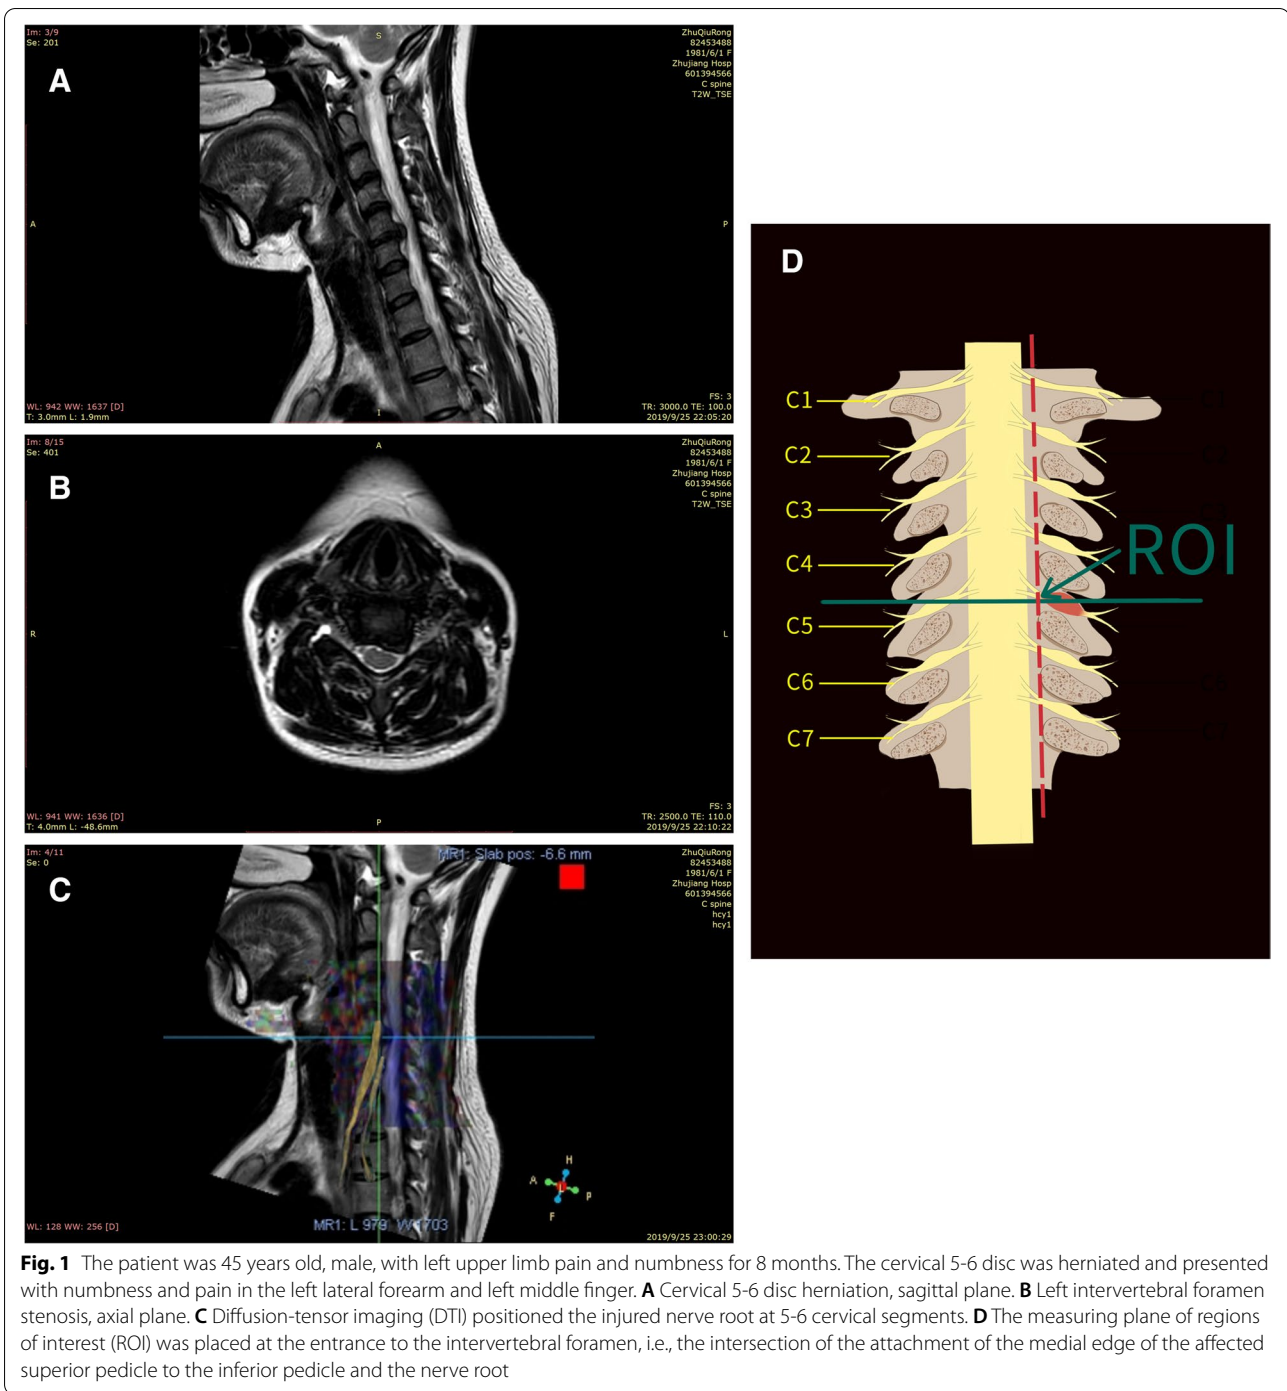 Im: 3/9
Se: 201
A
S
ZhuQiuRong
82453488
1981/6/1 F
Zhujiang Hosp
601394566
C spine
T2W_TSE
A
P
WL: 942 WW: 1637 [D]
T: 3.0mm L: 1.9mm
I
FS: 3
TR: 3000.0 TE: 100.0
2019/9/25 22:05:20
Im: 8/15
Se: 401
B
A
ZhuQiuRong
82453488
1981/6/1 F
Zhujiang Hosp
601394566
C spine
T2W_TSE
R
L
WL: 941 WW: 1636 [D]
T: 4.0mm L: -48.6mm
P
FS: 3
TR: 2500.0 TE: 110.0
2019/9/25 22:10:22
Im: 4/11
Se: 0
C
MR1: Slab pos: -6.6 mm
ZhuQiuRong
82453488
1981/6/1 F
Zhujiang Hosp
601394566
C spine
hcy1
hcy1
H
A
L
P
F
WL: 128 WW: 256 [D]
MR1: L 979 W 1703
2019/9/25 23:00:29
D
C1
C2
C3
C4
ROI
C5
C6
C7
Fig. 1 The patient was 45 years old, male, with left upper limb pain and numbness for 8 months. The cervical 5-6 disc was herniated and presented
with numbness and pain in the left lateral forearm and left middle finger. A Cervical 5-6 disc herniation, sagittal plane. B Left intervertebral foramen
stenosis, axial plane. C Diffusion-tensor imaging (DTI) positioned the injured nerve root at 5-6 cervical segments. D The measuring plane of regions
of interest (ROI) was placed at the entrance to the intervertebral foramen, i.e., the intersection of the attachment of the medial edge of the affected
superior pedicle to the inferior pedicle and the nerve root